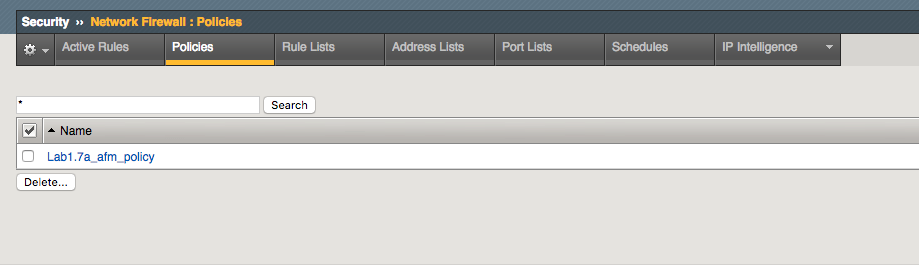 Security ›› Network Firewall : Policies
Active Rules Policies Rule Lists Address Lists Port Lists Schedules IP Intelligence
* Search
Name
Lab1.7a_afm_policy
Delete...